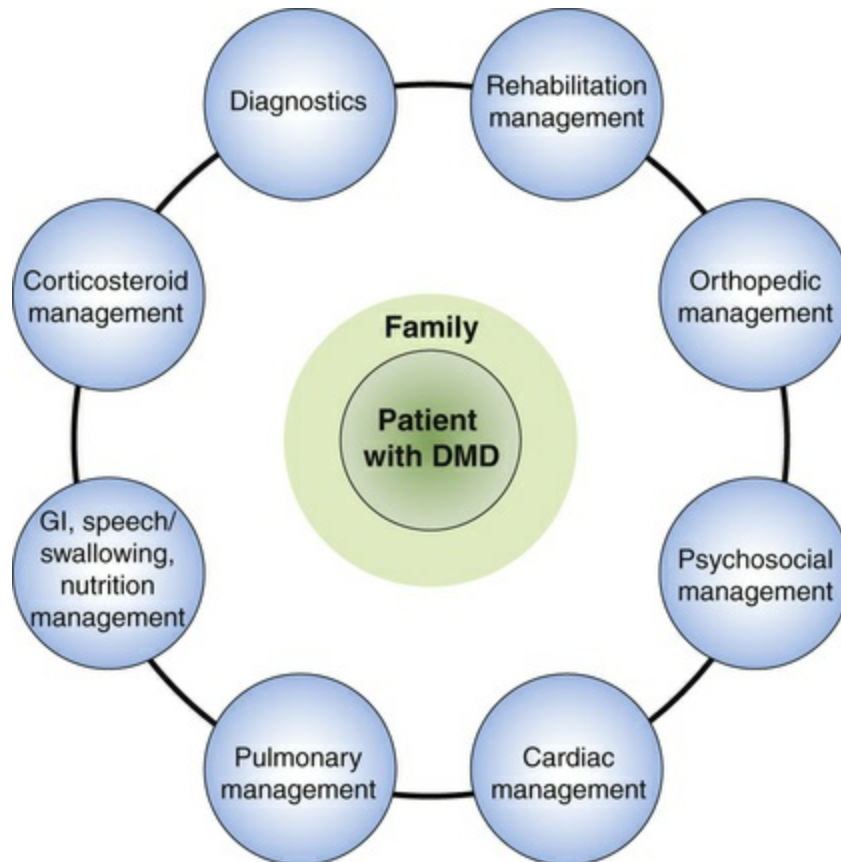 Diagnostics
Rehabilitation
management
Corticosteroid
management
Orthopedic
management
Family
Patient
with DMD
GI, speech/
swallowing,
nutrition
management
Psychosocial
management
Pulmonary
management
Cardiac
management